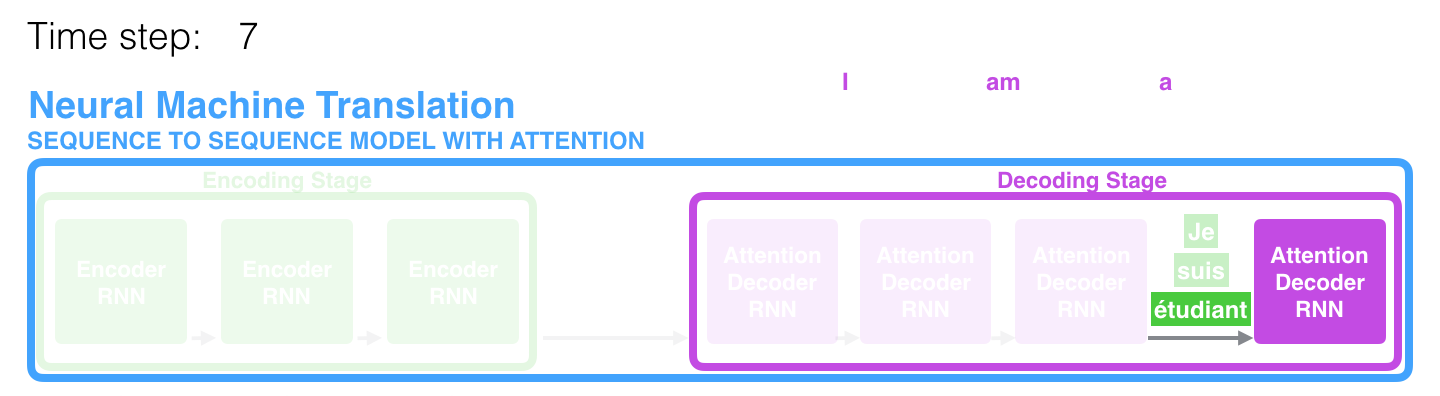 Time step: 7
I am a
Neural Machine Translation
SEQUENCE TO SEQUENCE MODEL WITH ATTENTION
Encoding Stage
Encoder
RNN
Encoder
RNN
Encoder
RNN
Decoding Stage
Attention
Decoder
RNN
Attention
Decoder
RNN
Attention
Decoder
RNN
Je
suis
étudiant
Attention
Decoder
RNN